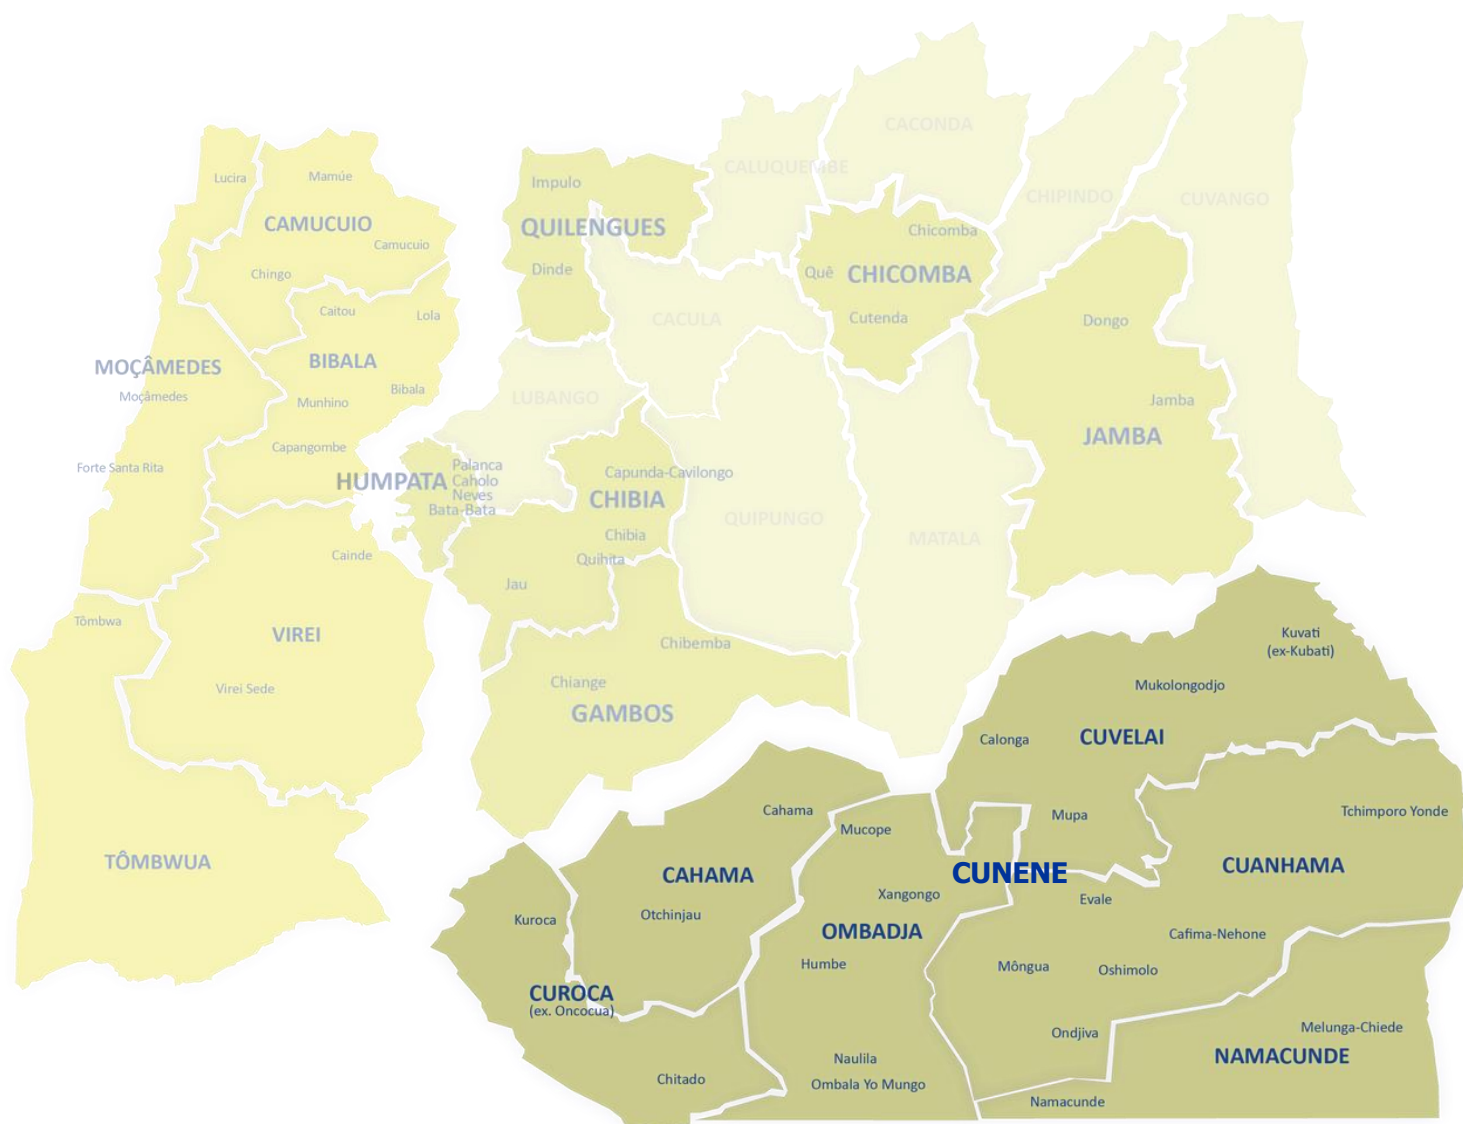 CACONDA
CALUQUEMBE
Lucira
Mamúe
Impulo
CHIPINDO
CUVANGO
CAMUCUIO
QUILENGUES
Chicomba
Camucuio
Chingo
Dinde
Quê
CHICOMBA
Caitou
Lola
CACULA
Cutenda
Dongo
MOÇÂMEDES
BIBALA
Moçâmedes
Bibala
Munhino
LUBANGO
Jamba
JAMBA
Capangombe
Forte Santa Rita
HUMPATA
Palanca
Caholo
Neves
Bata-Bata
Capunda-Cavilongo
CHIBIA
QUIPUNGO
MATALA
Chibia
Quihita
Cainde
Jau
Tômbwa
VIREI
Chibemba
Virei Sede
Chiange
GAMBOS
Kuvati
(ex-Kubati)
Mukolongodjo
Calonga
CUVELAI
Cahama
Mucope
Mupa
Tchimporo Yonde
TÔMBWUA
CAHAMA
CUNENE
CUANHAMA
Xangongo
Evale
Kuroca
Otchinjau
OMBADJA
Cafima-Nehone
Humbe
Môngua
Oshimolo
CUROCA
(ex. Oncocua)
Ondjiva
Melunga-Chiede
NAMACUNDE
Naulila
Chitado
Ombala Yo Mungo
Namacunde